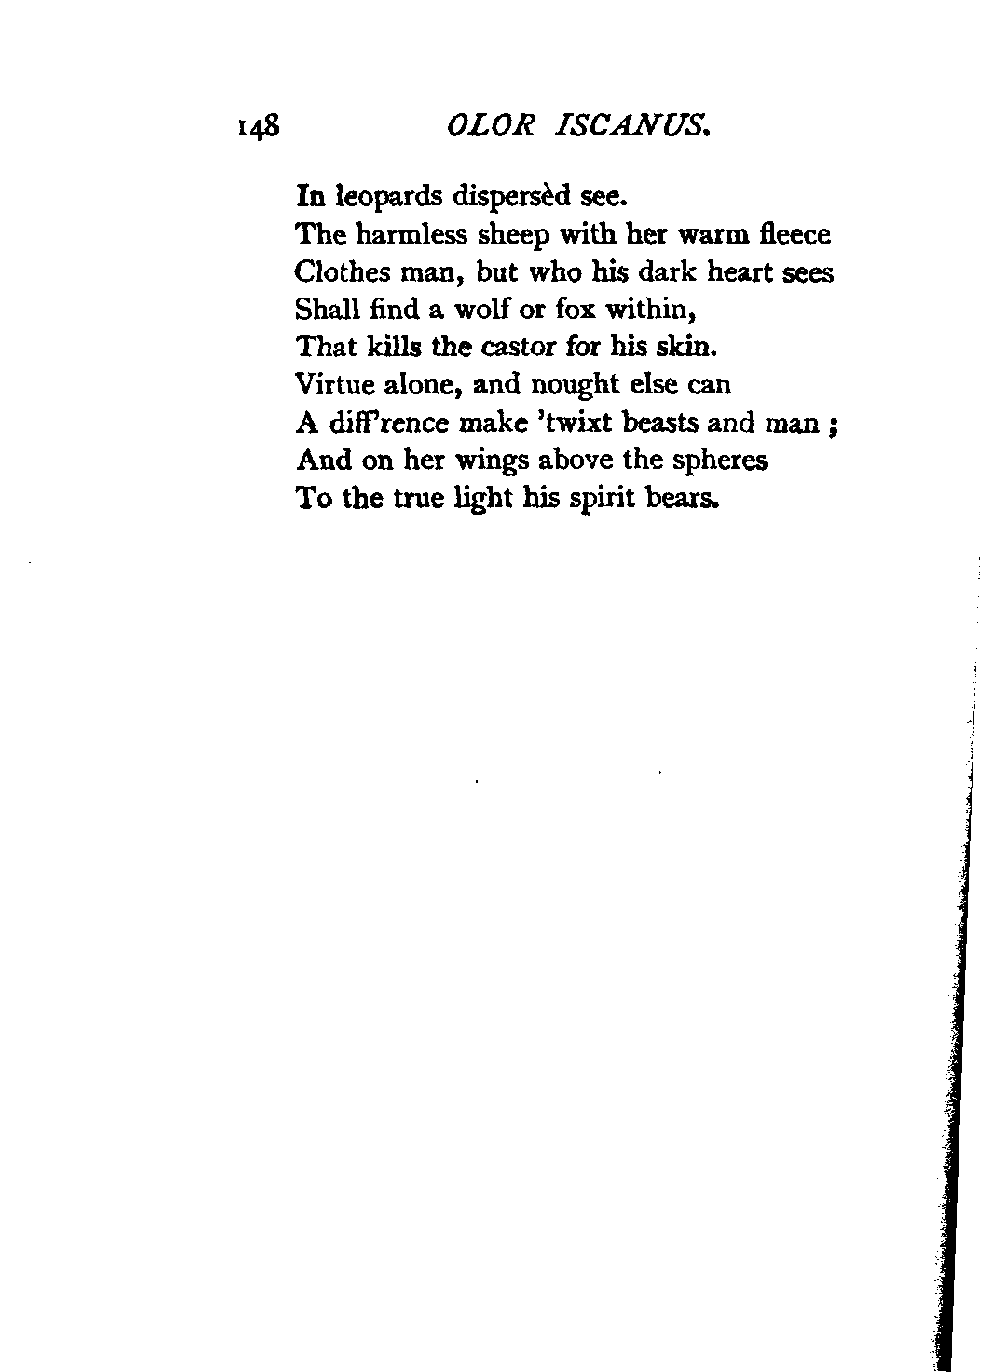 148 OLOR ISCANUS.
In leopards dispersèd see.
The harmless sheep with her warm fleece
Clothes man, but who his dark heart sees
Shall find a wolf or fox within,
That kills the castor for his skin.
Virtue alone, and nought else can
A diff'rence make 'twixt beasts and man ;
And on her wings above the spheres
To the true light his spirit bears.